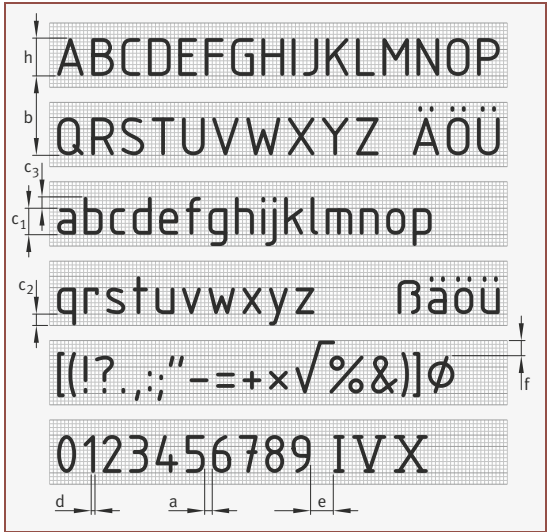 h
ABCDEFGHIJKLMNOP
b
QRSTUVWXYZ ÄÖÜ
c3
c1
abcdefghijklmnop
c2
qrstuvwxyz ßäöü
[(!?.,:;"-=+×√%&)]Ø
f
0123456789 IVX
d a e